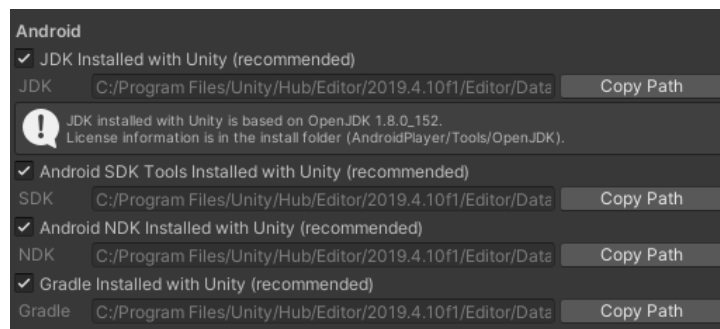 Android
JDK Installed with Unity (recommended)
JDK C:/Program Files/Unity/Hub/Editor/2019.4.10f1/Editor/Data Copy Path
JDK installed with Unity is based on OpenJDK 1.8.0_152.
License information is in the install folder (AndroidPlayer/Tools/OpenJDK).
Android SDK Tools Installed with Unity (recommended)
SDK C:/Program Files/Unity/Hub/Editor/2019.4.10f1/Editor/Data Copy Path
Android NDK Installed with Unity (recommended)
NDK C:/Program Files/Unity/Hub/Editor/2019.4.10f1/Editor/Data Copy Path
Gradle Installed with Unity (recommended)
Gradle C:/Program Files/Unity/Hub/Editor/2019.4.10f1/Editor/Data Copy Path